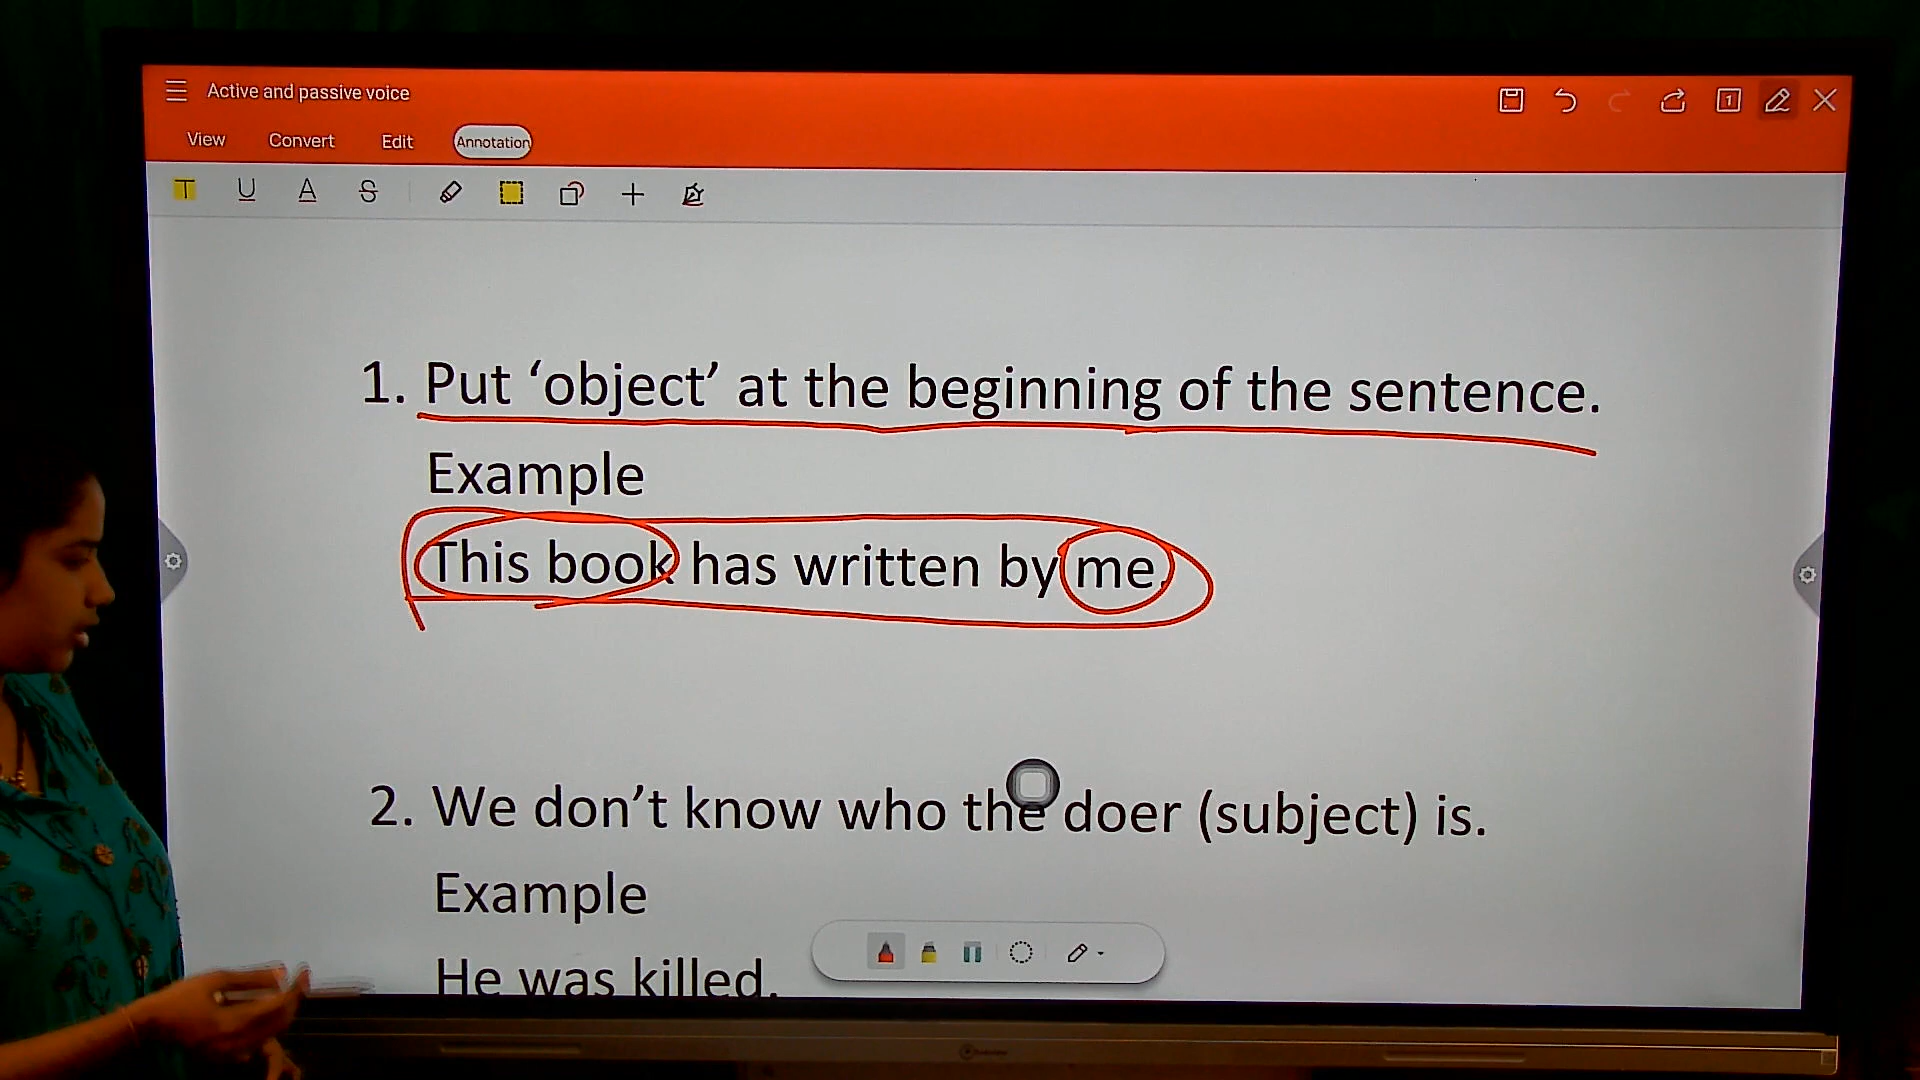 Active and passive voice
View Convert Edit Annotation
T U A S
1. Put ‘object’ at the beginning of the sentence.
Example
This book has written by me.
2. We don’t know who the doer (subject) is.
Example
He was killed.